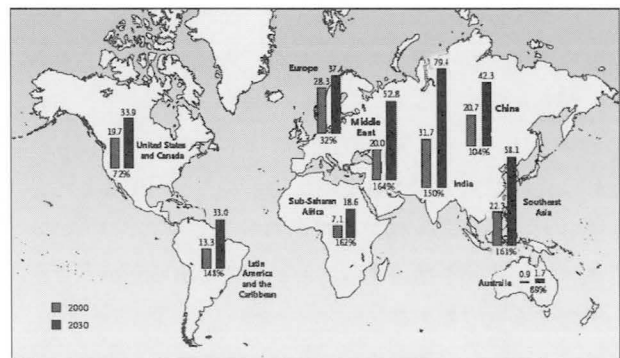 Europe
37.4
28.3
32%
33.9
19.7
United States
and Canada
72%
Middle
East
52.8
20.0
164%
79.4
31.7
150%
India
42.3
20.7
China
104%
58.1
22.3
Southeast
Asia
161%
Sub-Saharan
Africa
18.6
7.1
162%
33.0
13.3
148%
Latin
America
and the
Caribbean
0.9
1.7
Australia
89%
2000
2030